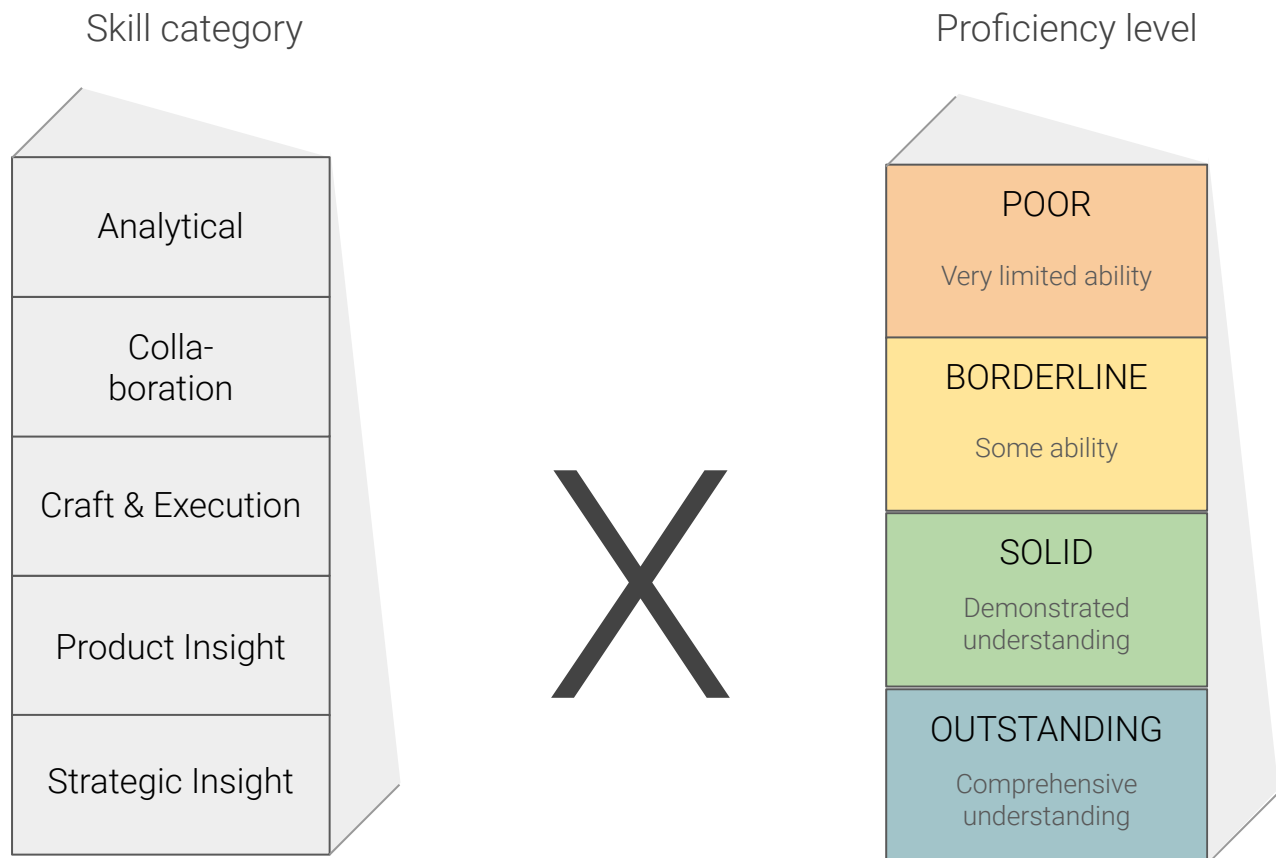 Skill category
Analytical
Colla-
boration
Craft & Execution
Product Insight
Strategic Insight
X
Proficiency level
POOR
Very limited ability
BORDERLINE
Some ability
SOLID
Demonstrated
understanding
OUTSTANDING
Comprehensive
understanding